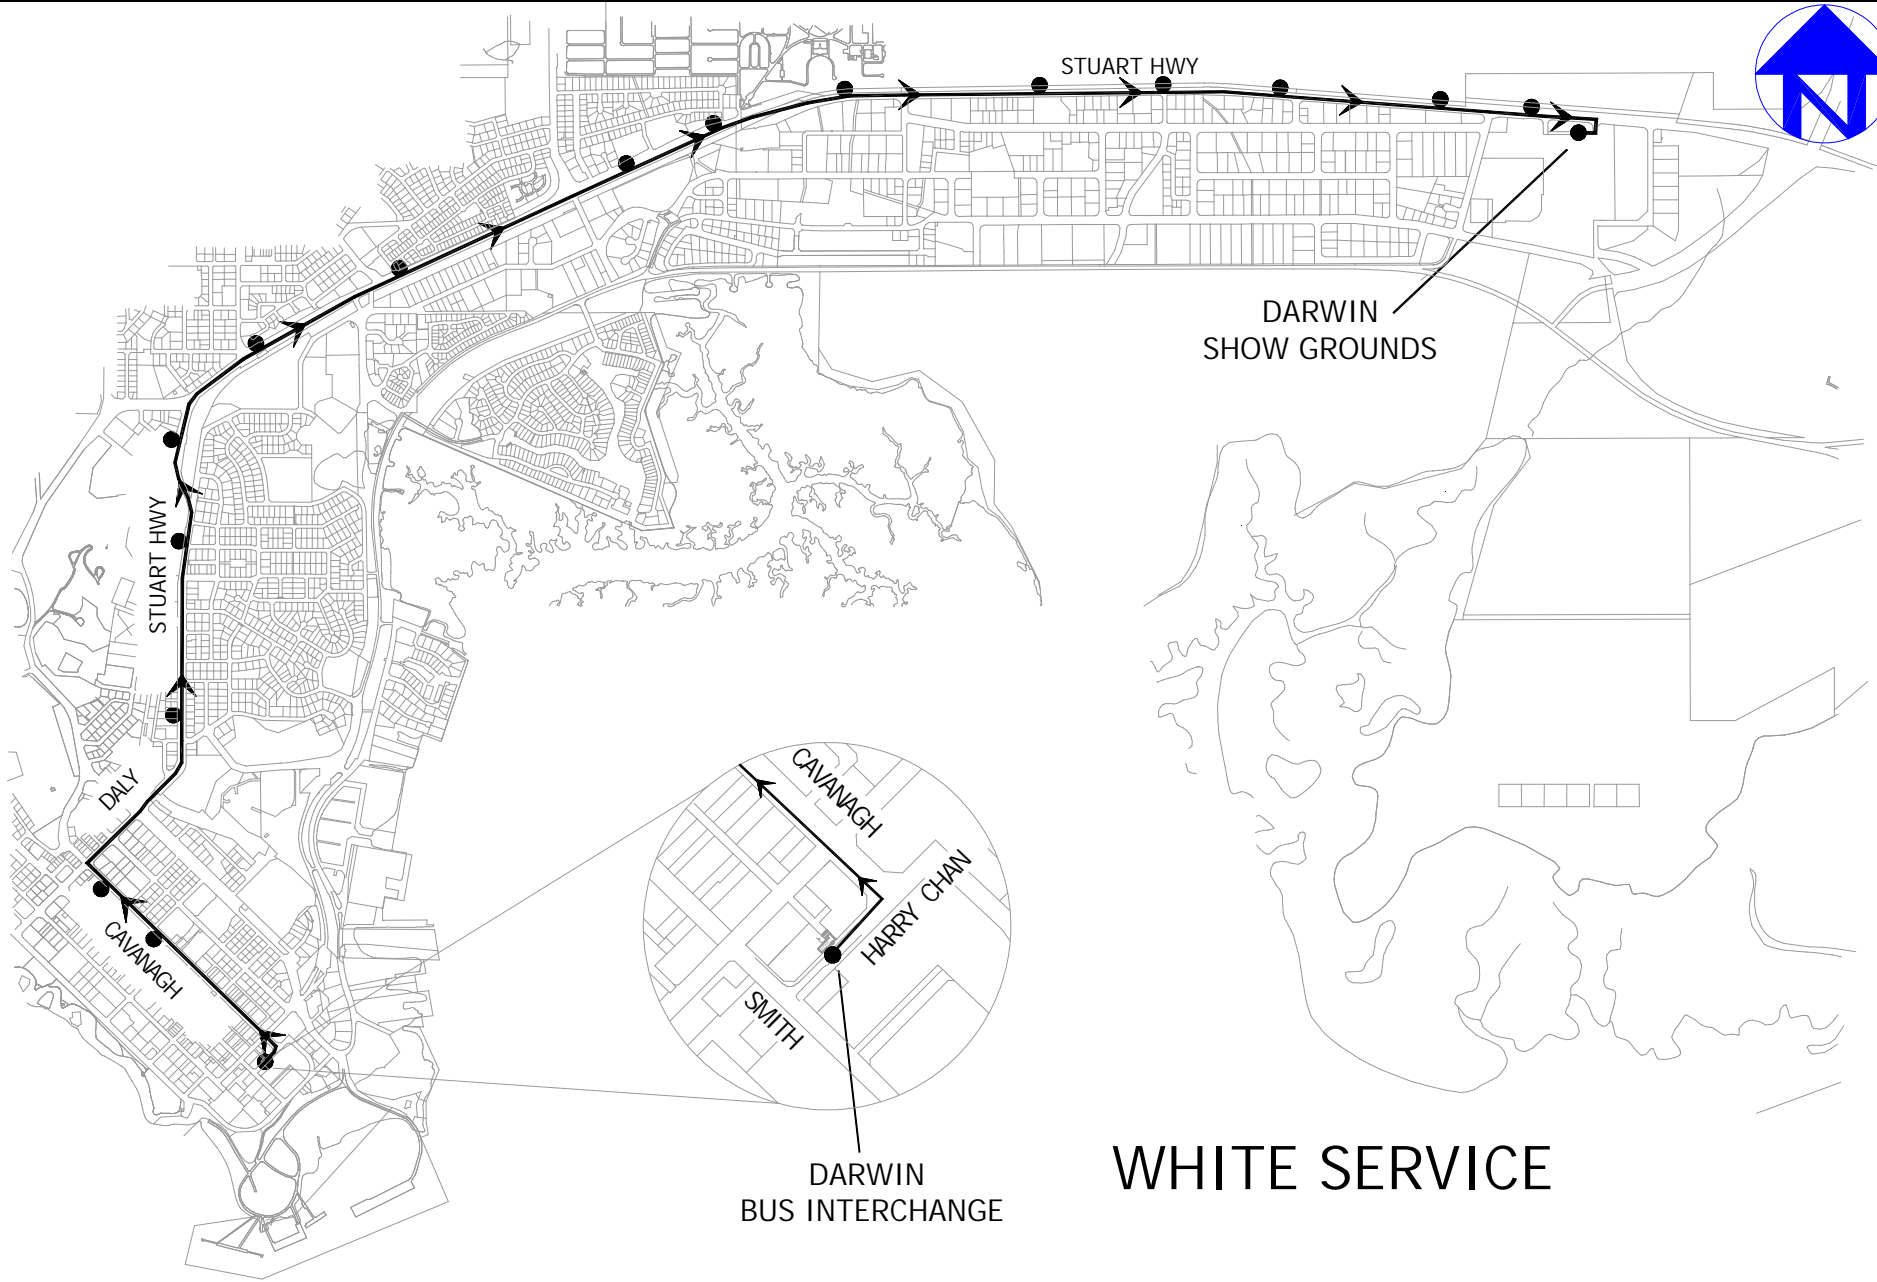 STUART HWY
N
DARWIN
SHOW GROUNDS
STUART HWY
DALY
CAVANAGH
CAVANAGH
HARRY CHAN
SMITH
DARWIN
BUS INTERCHANGE
WHITE SERVICE